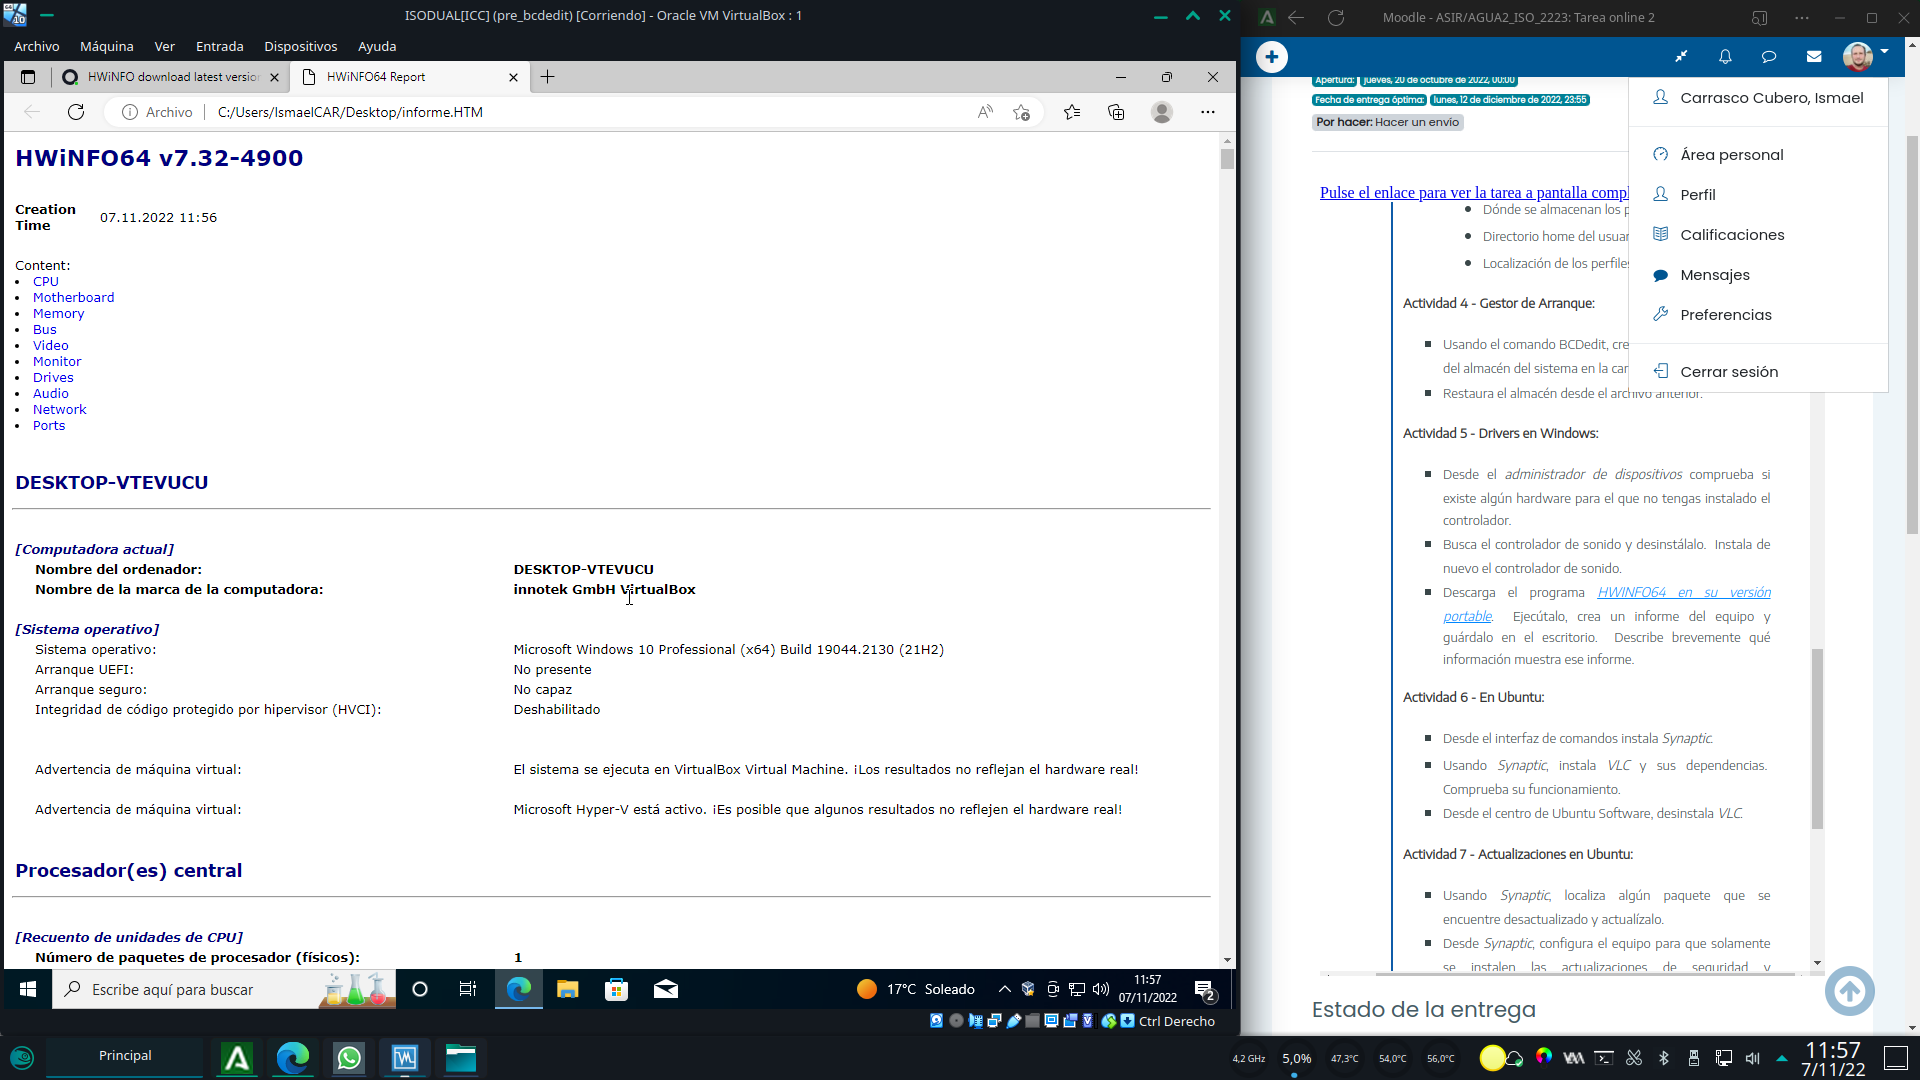 ISODUAL[ICC] (pre_bcdedit) [Corriendo] - Oracle VM VirtualBox : 1
Archivo Máquina Ver Entrada Dispositivos Ayuda
HWiNFO download latest versio
HWiNFO64 Report
Archivo
C:/Users/IsmaelCAR/Desktop/informe.HTM
HWiNFO64 v7.32-4900
Creation
Time
07.11.2022 11:56
Content:
CPU
Motherboard
Memory
Bus
Video
Monitor
Drives
Audio
Network
Ports
DESKTOP-VTEVUCU
[Computadora actual]
Nombre del ordenador: DESKTOP-VTEVUCU
Nombre de la marca de la computadora: innotek GmbH VirtualBox
[Sistema operativo]
Sistema operativo: Microsoft Windows 10 Professional (x64) Build 19044.2130 (21H2)
Arranque UEFI: No presente
Arranque seguro: No capaz
Integridad de código protegido por hipervisor (HVCI): Deshabilitado
Advertencia de máquina virtual: El sistema se ejecuta en VirtualBox Virtual Machine. ¡Los resultados no reflejan el hardware real!
Advertencia de máquina virtual: Microsoft Hyper-V está activo. ¡Es posible que algunos resultados no reflejen el hardware real!
Procesador(es) central
[Recuento de unidades de CPU]
Número de paquetes de procesador (físicos): 1
Escribe aquí para buscar
17°C Soleado
11:57
07/11/2022
2
Ctrl Derecho
Moodle - ASIR/AGUA2_ISO_2223: Tarea online 2
Apertura: jueves, 20 de octubre de 2022, 00:00
Fecha de entrega óptima: lunes, 12 de diciembre de 2022, 23:55
Por hacer: Hacer un envío
Pulse el enlace para ver la tarea a pantalla compl
Dónde se almacenan los p
Directorio home del usuar
Localización de los perfiles
Actividad 4 - Gestor de Arranque:
Usando el comando BCDedit, cre
del almacén del sistema en la car
Restaura el almacén desde el archivo anterior.
Actividad 5 - Drivers en Windows:
Desde el administrador de dispositivos comprueba si
existe algún hardware para el que no tengas instalado el
controlador.
Busca el controlador de sonido y desinstálalo. Instala de
nuevo el controlador de sonido.
Descarga el programa HWINFO64 en su versión
portable. Ejecútalo, crea un informe del equipo y
guárdalo en el escritorio. Describe brevemente qué
información muestra ese informe.
Actividad 6 - En Ubuntu:
Desde el interfaz de comandos instala Synaptic.
Usando Synaptic, instala VLC y sus dependencias.
Comprueba su funcionamiento.
Desde el centro de Ubuntu Software, desinstala VLC.
Actividad 7 - Actualizaciones en Ubuntu:
Usando Synaptic, localiza algún paquete que se
encuentre desactualizado y actualízalo.
Desde Synaptic, configura el equipo para que solamente
se instalen las actualizaciones de seguridad y
Estado de la entrega
Carrasco Cubero, Ismael
Área personal
Perfil
Calificaciones
Mensajes
Preferencias
Cerrar sesión
Principal
4,2 GHz
5,0%
47,3°C
54,0°C
56,0°C
11:57
7/11/22